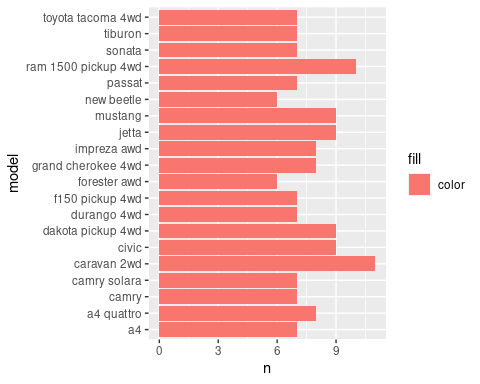 toyota tacoma 4wd
tiburon
sonata
ram 1500 pickup 4wd
passat
new beetle
mustang
jetta
impreza awd
grand cherokee 4wd
forester awd
f150 pickup 4wd
durango 4wd
dakota pickup 4wd
civic
caravan 2wd
camry solara
camry
a4 quattro
a4
model
0 3 6 9
n
fill
color